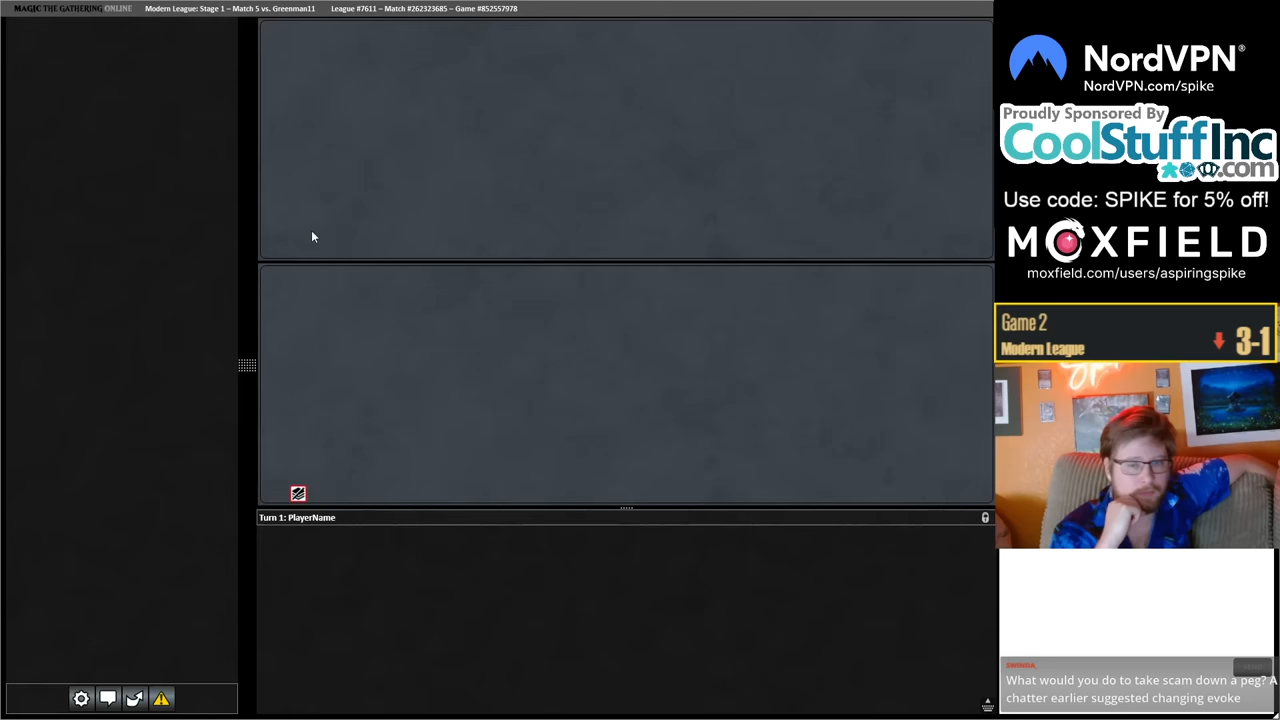 MAGIC THE GATHERING ONLINE Modern League: Stage 1 – Match 5 vs. Greenman11 League #7611 – Match #262323685 – Game #852557978
NordVPN®
NordVPN.com/spike
Proudly Sponsored By
CoolStuffInc
.com
Use code: SPIKE for 5% off!
MOXFIELD
moxfield.com/users/aspiringspike
Game 2
Modern League 3-1
Turn 1: PlayerName
What would you do to take scam down a peg? A
chatter earlier suggested changing evoke